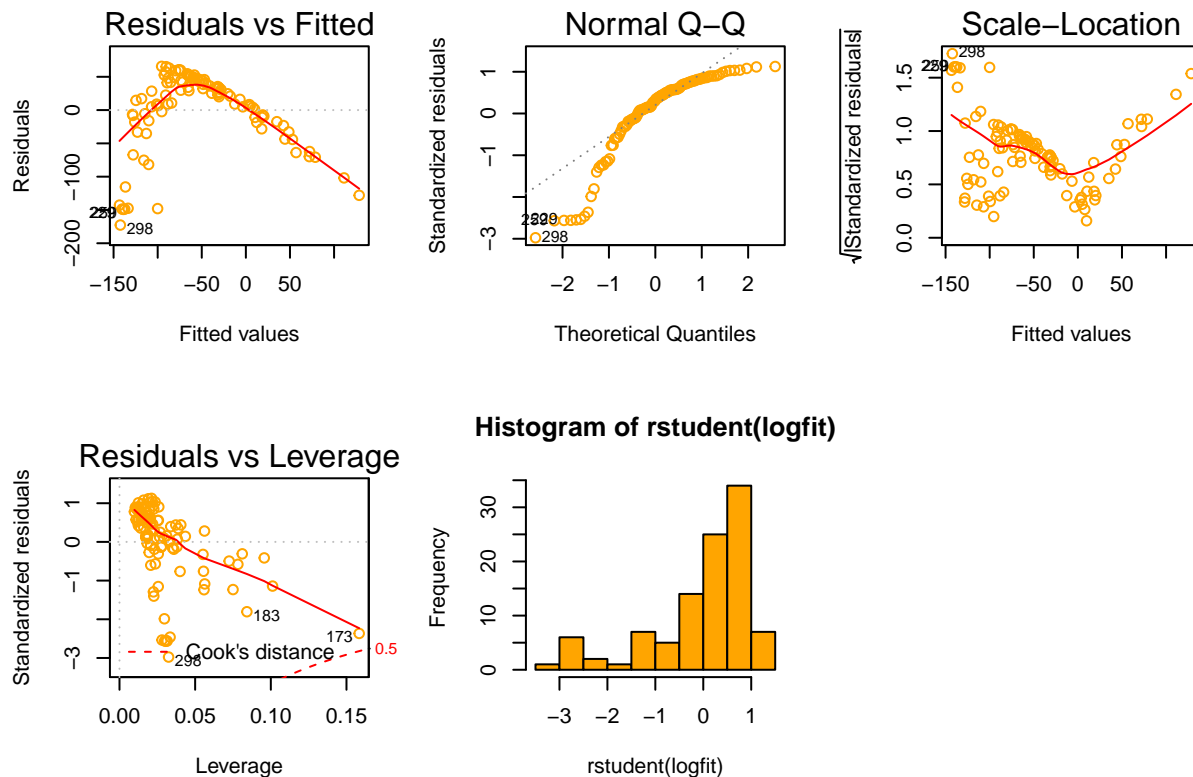 Residuals vs Fitted
Residuals
−200 −100 0
298
−150 −50 0 50
Fitted values
Normal Q−Q
Standardized residuals
−3 −1 0 1
298
−2 −1 0 1 2
Theoretical Quantiles
Scale−Location
√|Standardized residuals|
0.0 0.5 1.0 1.5
298
−150 −50 0 50
Fitted values
Residuals vs Leverage
Standardized residuals
−3 −1 0 1
183
173
298
Cook's distance
0.5
0.00 0.05 0.10 0.15
Leverage
Histogram of rstudent(logfit)
Frequency
0 10 30
−3 −2 −1 0 1
rstudent(logfit)